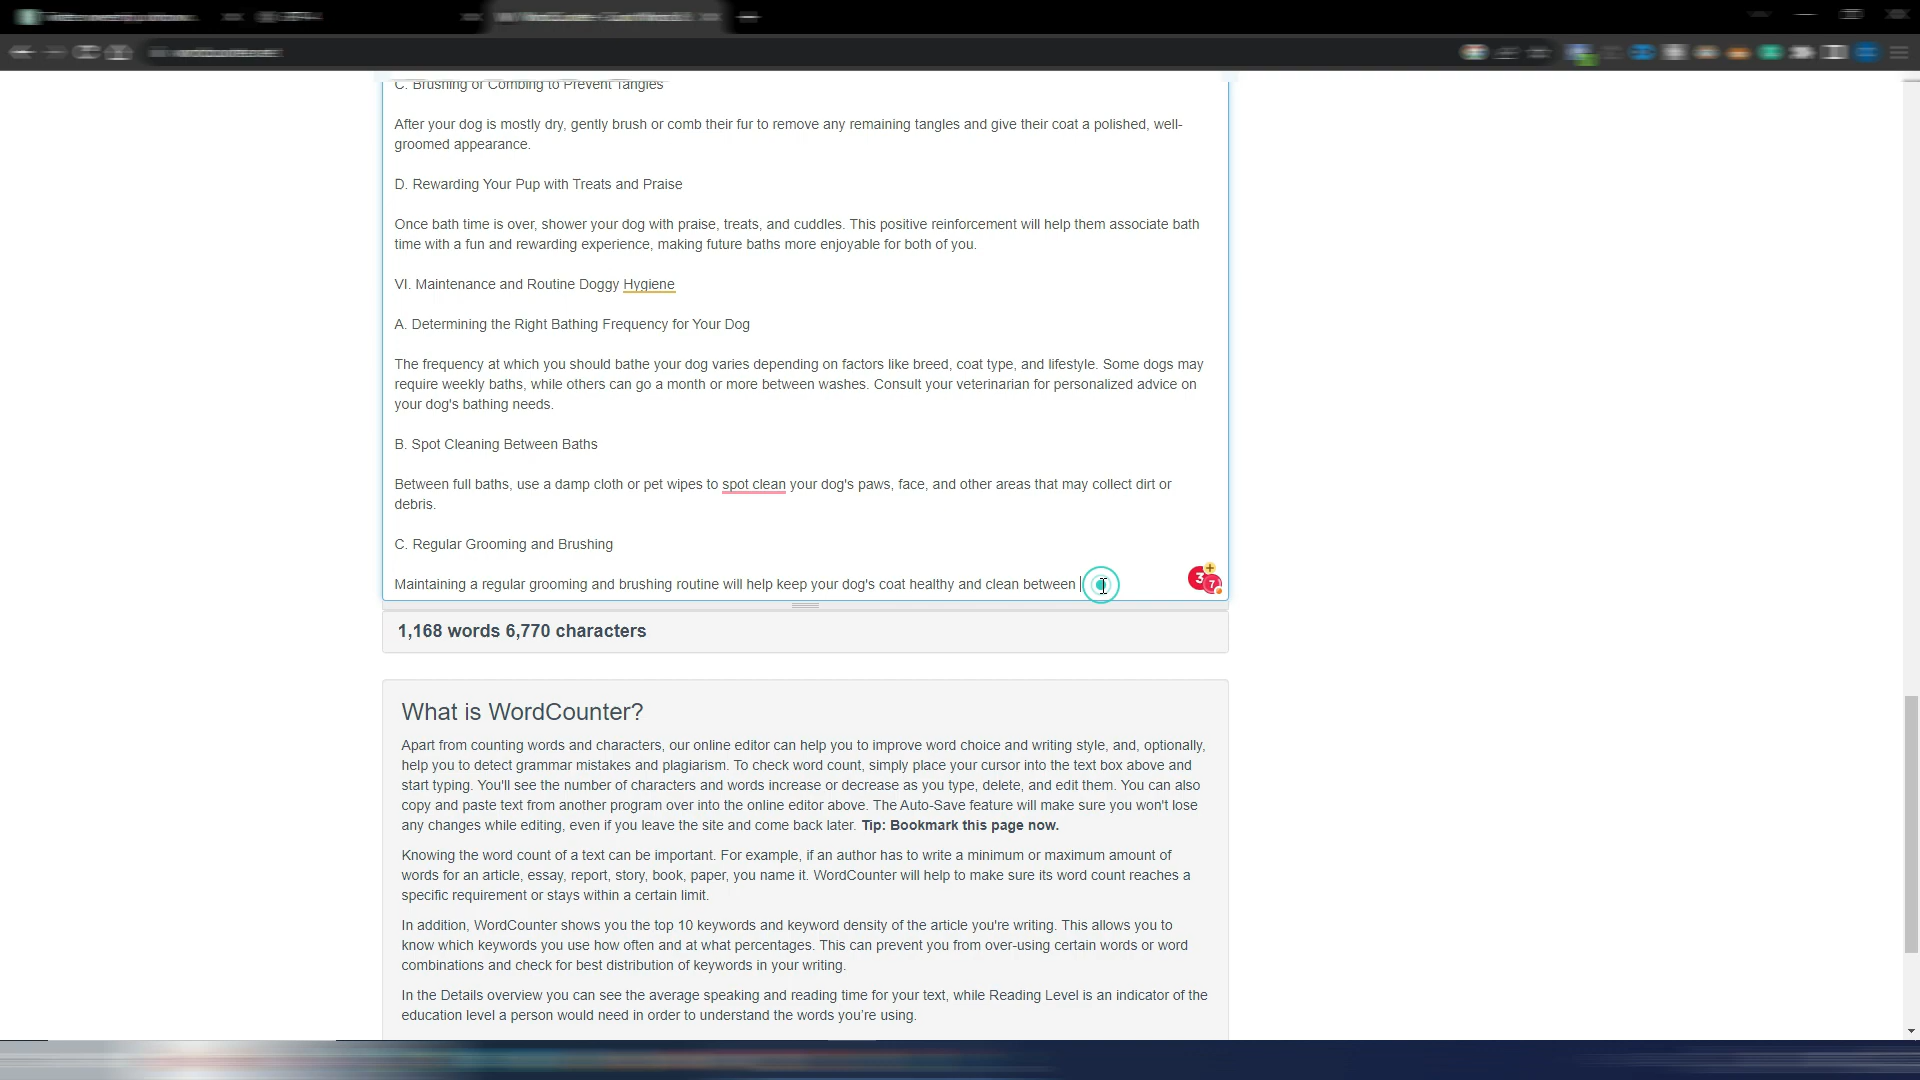 C. Brushing or Combing to Prevent Tangles
After your dog is mostly dry, gently brush or comb their fur to remove any remaining tangles and give their coat a polished, well-
groomed appearance.
D. Rewarding Your Pup with Treats and Praise
Once bath time is over, shower your dog with praise, treats, and cuddles. This positive reinforcement will help them associate bath
time with a fun and rewarding experience, making future baths more enjoyable for both of you.
VI. Maintenance and Routine Doggy Hygiene
A. Determining the Right Bathing Frequency for Your Dog
The frequency at which you should bathe your dog varies depending on factors like breed, coat type, and lifestyle. Some dogs may
require weekly baths, while others can go a month or more between washes. Consult your veterinarian for personalized advice on
your dog's bathing needs.
B. Spot Cleaning Between Baths
Between full baths, use a damp cloth or pet wipes to spot clean your dog's paws, face, and other areas that may collect dirt or
debris.
C. Regular Grooming and Brushing
Maintaining a regular grooming and brushing routine will help keep your dog's coat healthy and clean between
3
7
1,168 words 6,770 characters
What is WordCounter?
Apart from counting words and characters, our online editor can help you to improve word choice and writing style, and, optionally,
help you to detect grammar mistakes and plagiarism. To check word count, simply place your cursor into the text box above and
start typing. You'll see the number of characters and words increase or decrease as you type, delete, and edit them. You can also
copy and paste text from another program over into the online editor above. The Auto-Save feature will make sure you won't lose
any changes while editing, even if you leave the site and come back later. Tip: Bookmark this page now.
Knowing the word count of a text can be important. For example, if an author has to write a minimum or maximum amount of
words for an article, essay, report, story, book, paper, you name it. WordCounter will help to make sure its word count reaches a
specific requirement or stays within a certain limit.
In addition, WordCounter shows you the top 10 keywords and keyword density of the article you're writing. This allows you to
know which keywords you use how often and at what percentages. This can prevent you from over-using certain words or word
combinations and check for best distribution of keywords in your writing.
In the Details overview you can see the average speaking and reading time for your text, while Reading Level is an indicator of the
education level a person would need in order to understand the words you're using.